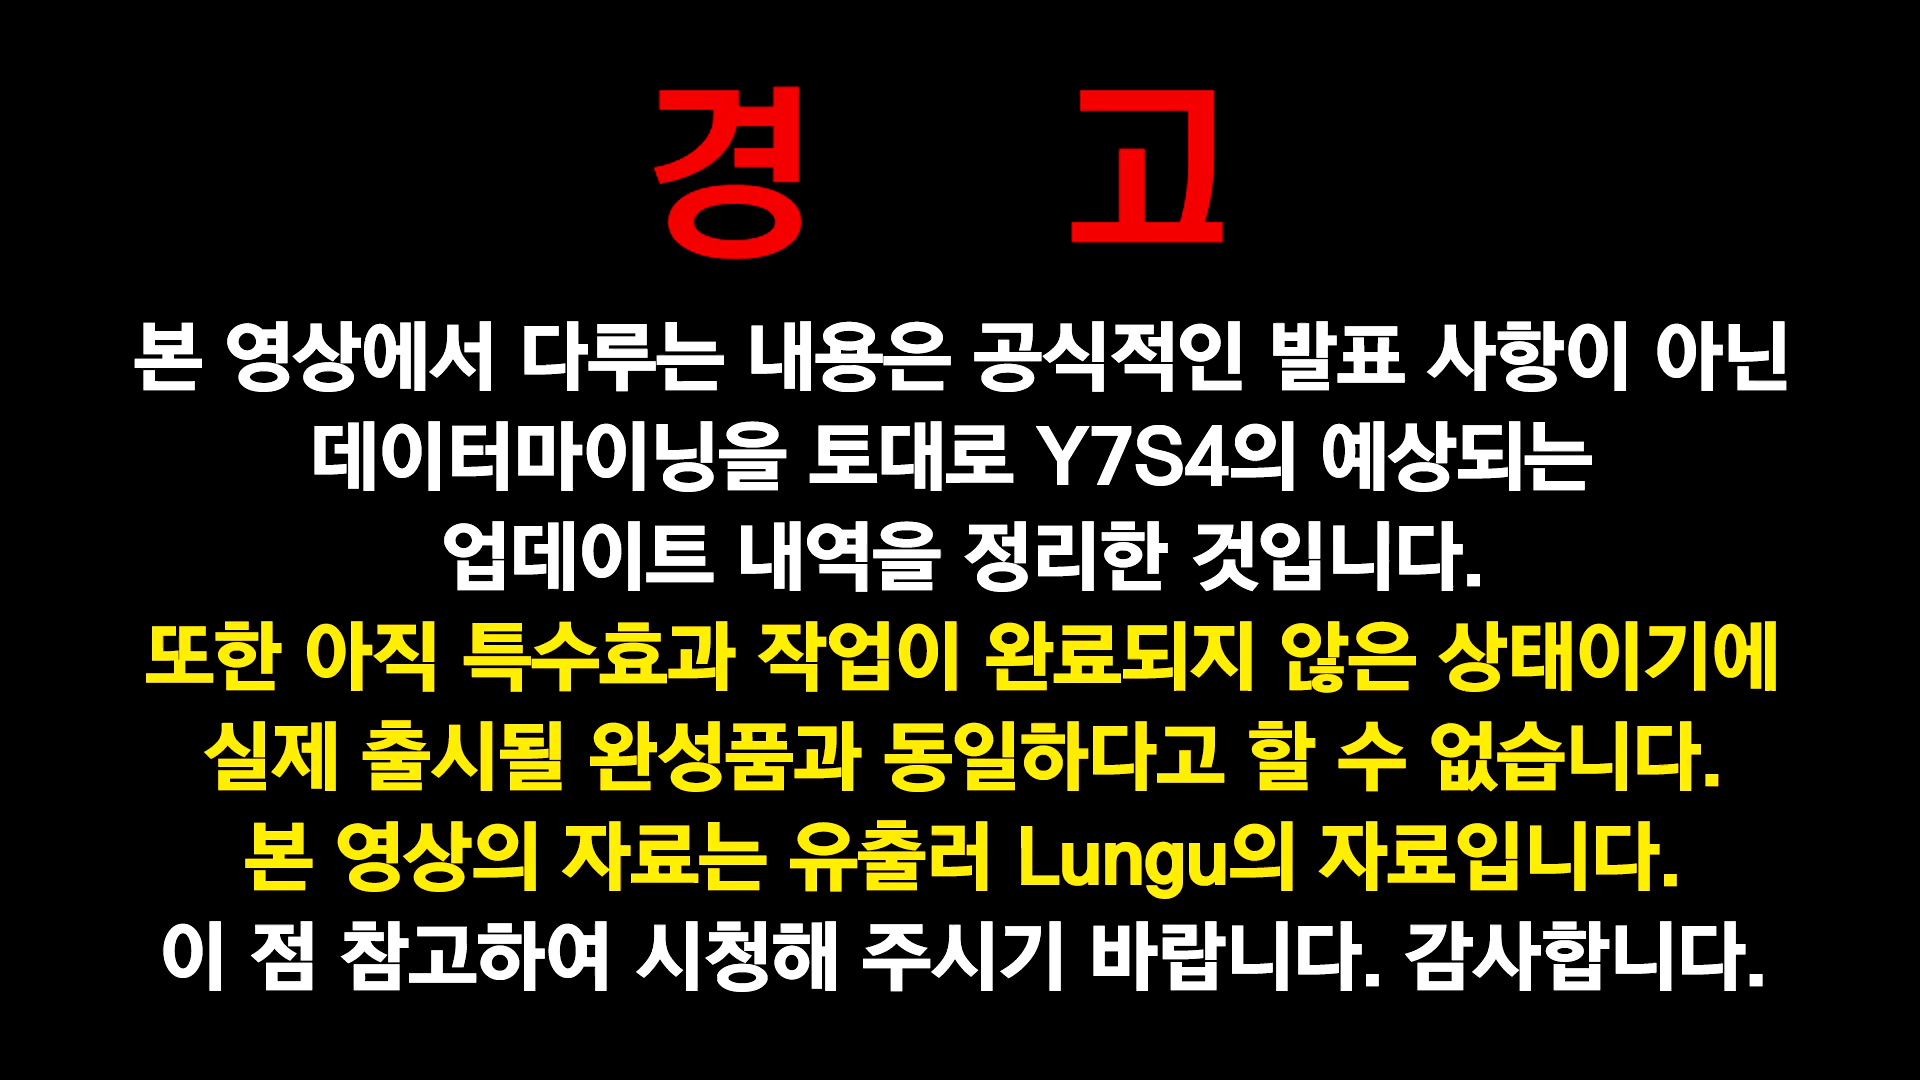 경 고
본 영상에서 다루는 내용은 공식적인 발표 사항이 아닌
데이터마이닝을 토대로 Y7S4의 예상되는
업데이트 내역을 정리한 것입니다.
또한 아직 특수효과 작업이 완료되지 않은 상태이기에
실제 출시될 완성품과 동일하다고 할 수 없습니다.
본 영상의 자료는 유출러 Lungu의 자료입니다.
이 점 참고하여 시청해 주시기 바랍니다. 감사합니다.